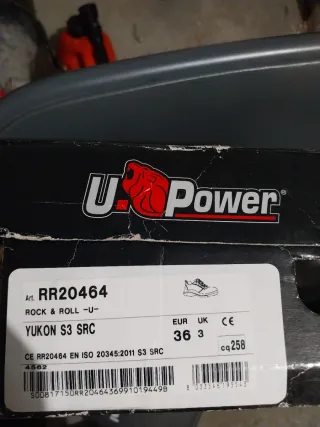 U Power®
Art. RR20464
ROCK & ROLL -U-
YUKON S3 SRC
EUR UK CE
36 3
cq258
CE RR20464 EN ISO 20345:2011 S3 SRC
4562